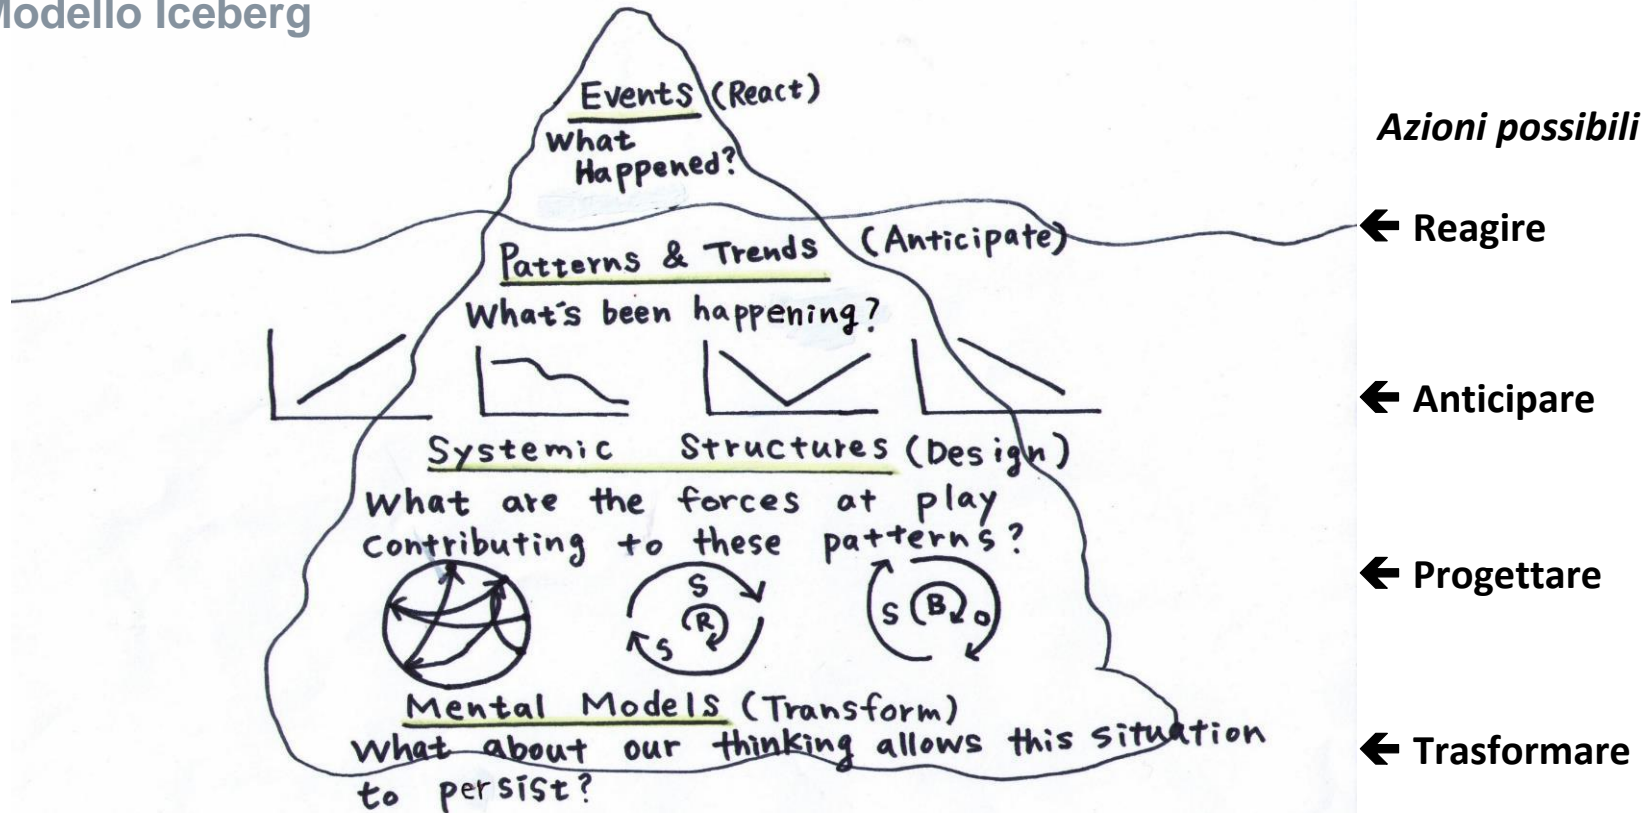 Modello Iceberg
Events (React)
What
Happened?
Azioni possibili
Reagire
Patterns & Trends (Anticipate)
What's been happening?
Anticipare
Systemic Structures (Design)
What are the forces at play
contributing to these patterns?
Progettare
S
R
S
S
B
O
Mental Models (Transform)
What about our thinking allows this situation
to persist?
Trasformare